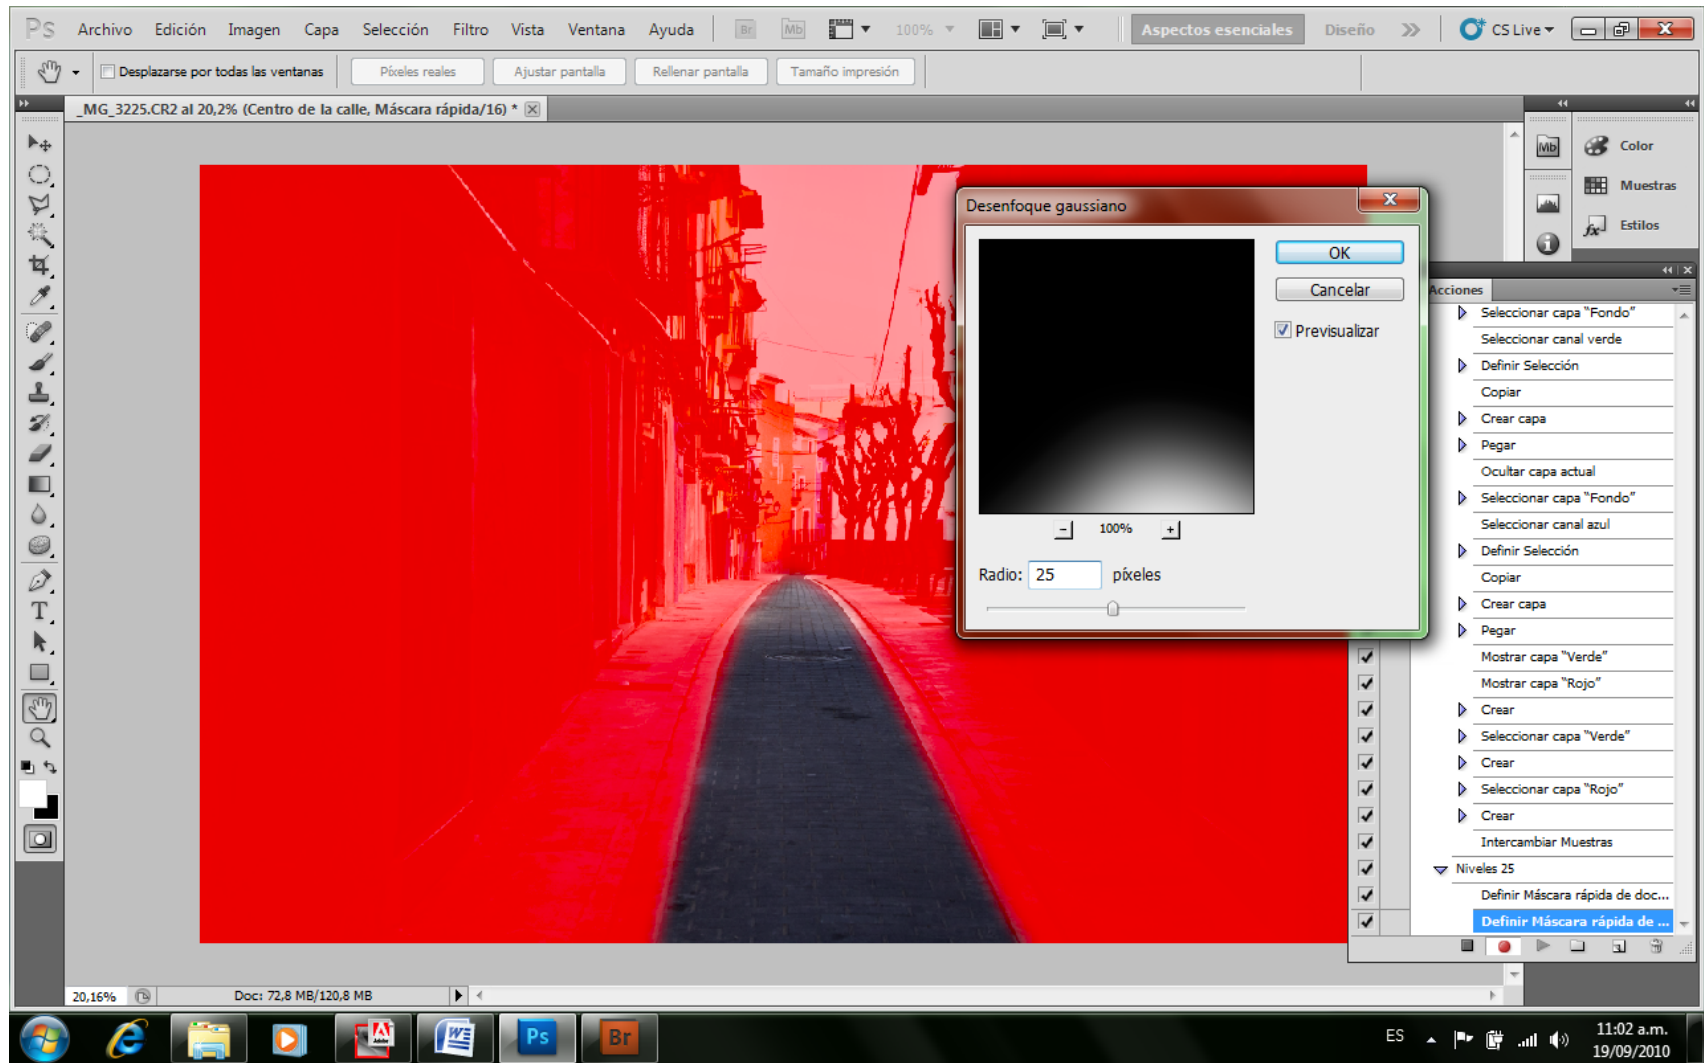 Ps Archivo Edición Imagen Capa Selección Filtro Vista Ventana Ayuda Br Mb 100% Aspectos esenciales Diseño CS Live
Desplazarse por todas las ventanas Píxeles reales Ajustar pantalla Rellenar pantalla Tamaño impresión
_MG_3225.CR2 al 20,2% (Centro de la calle, Máscara rápida/16) *
Mb Color
Muestras
Estilos
Desenfoque gaussiano
OK
Cancelar
Previsualizar
100%
Radio: 25 píxeles
Acciones
Seleccionar capa "Fondo"
Seleccionar canal verde
Definir Selección
Copiar
Crear capa
Pegar
Ocultar capa actual
Seleccionar capa "Fondo"
Seleccionar canal azul
Definir Selección
Copiar
Crear capa
Pegar
Mostrar capa "Verde"
Mostrar capa "Rojo"
Crear
Seleccionar capa "Verde"
Crear
Seleccionar capa "Rojo"
Crear
Intercambiar Muestras
Niveles 25
Definir Máscara rápida de doc...
Definir Máscara rápida de ...
20,16% Doc: 72,8 MB/120,8 MB
Ps Br ES 11:02 a.m.
19/09/2010